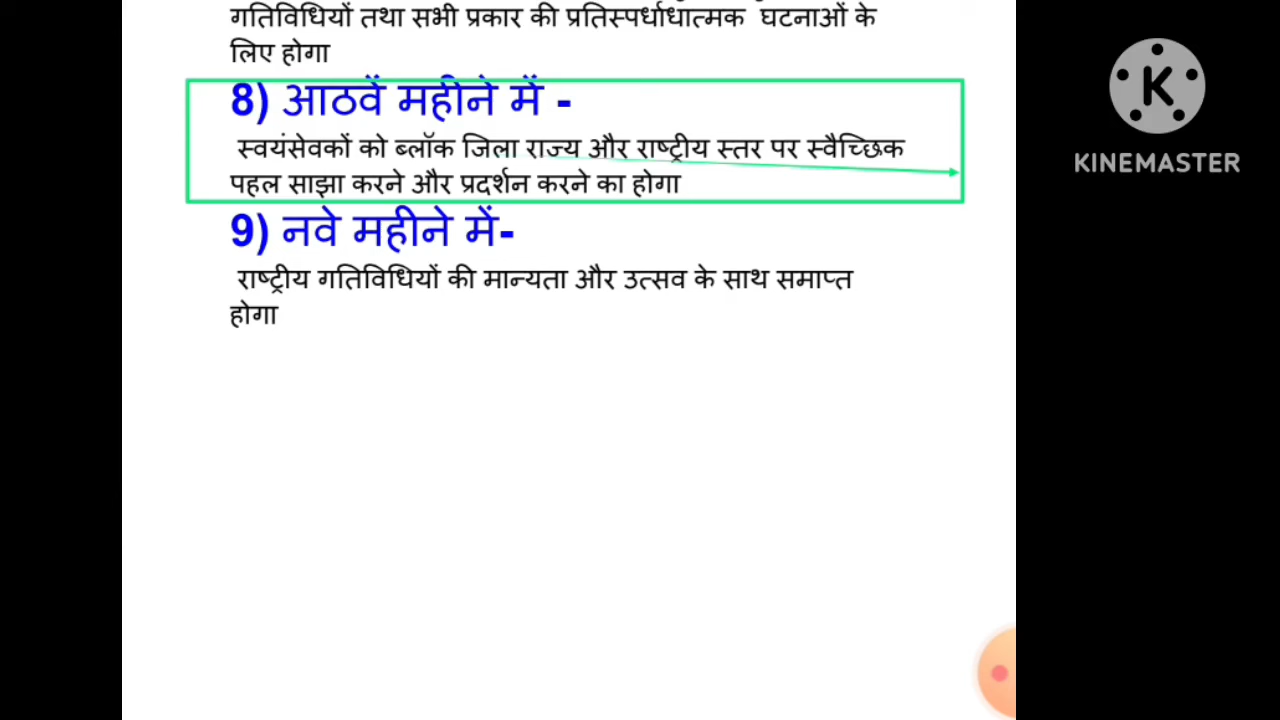 गतिविधियों तथा सभी प्रकार की प्रतिस्पर्धाधात्मक घटनाओं के
लिए होगा
8) आठवें महीने में -
स्वयंसेवकों को ब्लॉक जिला राज्य और राष्ट्रीय स्तर पर स्वैच्छिक
पहल साझा करने और प्रदर्शन करने का होगा
9) नवे महीने में-
राष्ट्रीय गतिविधियों की मान्यता और उत्सव के साथ समाप्त
होगा
K
KINEMASTER